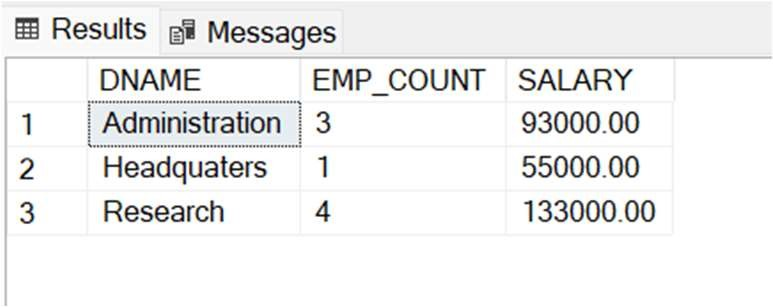 Results Messages
DNAME EMP_COUNT SALARY
1 Administration 3 93000.00
2 Headquaters 1 55000.00
3 Research 4 133000.00